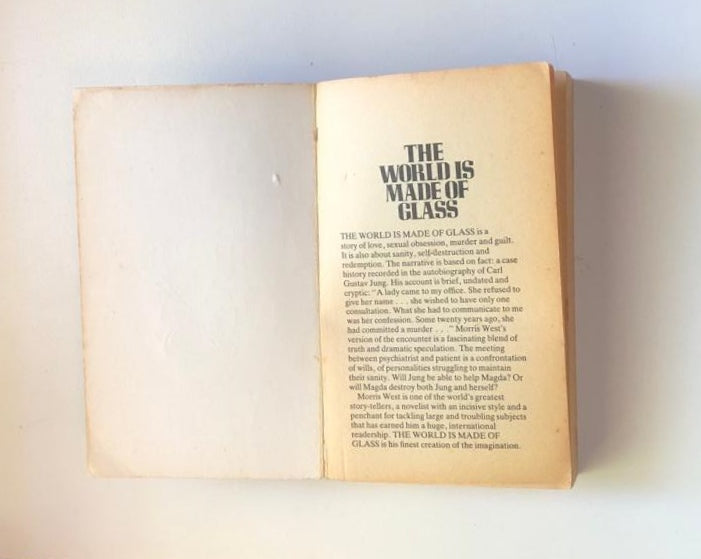 THE
WORLD IS
MADE OF
GLASS
THE WORLD IS MADE OF GLASS is a
story of love, sexual obsession, murder and guilt.
It is also about sanity, self-destruction and
redemption. The narrative is based on fact: a case
history recorded in the autobiography of Carl
Gustav Jung. His account is brief, undated and
cryptic: "A lady came to my office. She refused to
give her name . . . she wished to have only one
consultation. What she had to communicate to me
was her confession. Some twenty years ago, she
had committed a murder . . ." Morris West's
version of the encounter is a fascinating blend of
truth and dramatic speculation. The meeting
between psychiatrist and patient is a confrontation
of wills, of personalities struggling to maintain
their sanity. Will Jung be able to help Magda? Or
will Magda destroy both Jung and herself?
Morris West is one of the world's greatest
story-tellers, a novelist with an incisive style and a
penchant for tackling large and troubling subjects
that has earned him a huge, international
readership. THE WORLD IS MADE OF
GLASS is his finest creation of the imagination.